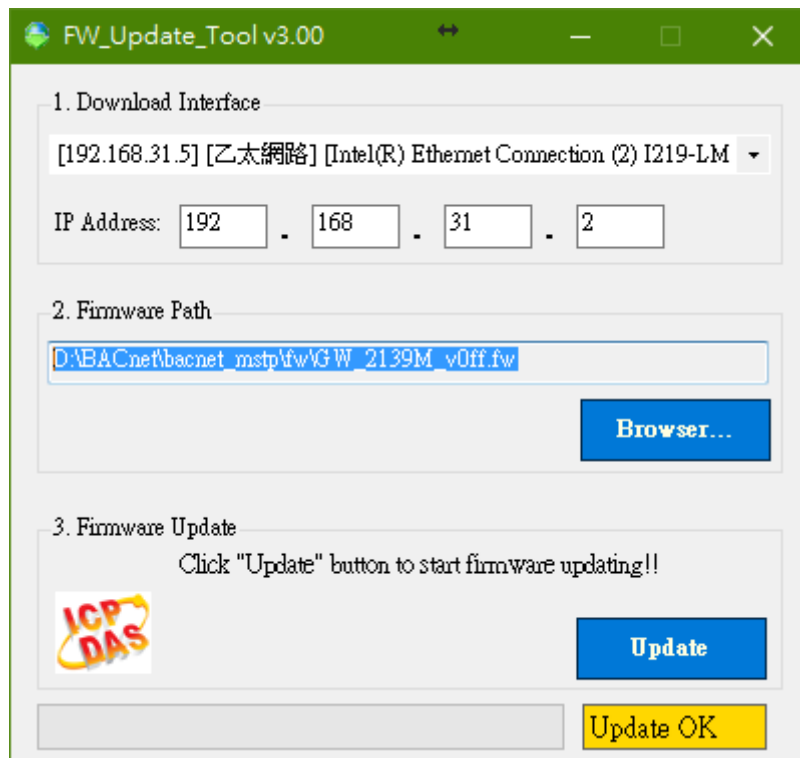 FW_Update_Tool v3.00
1. Download Interface
[192.168.31.5] [乙太網路] [Intel(R) Ethernet Connection (2) I219-LM
IP Address: 192 . 168 . 31 . 2
2. Firmware Path
D:\BACnet\bacnet_mstp\fw\GW_2139M_v0ff.fw
Browser...
3. Firmware Update
Click "Update" button to start firmware updating!!
ICP
DAS
Update
Update OK